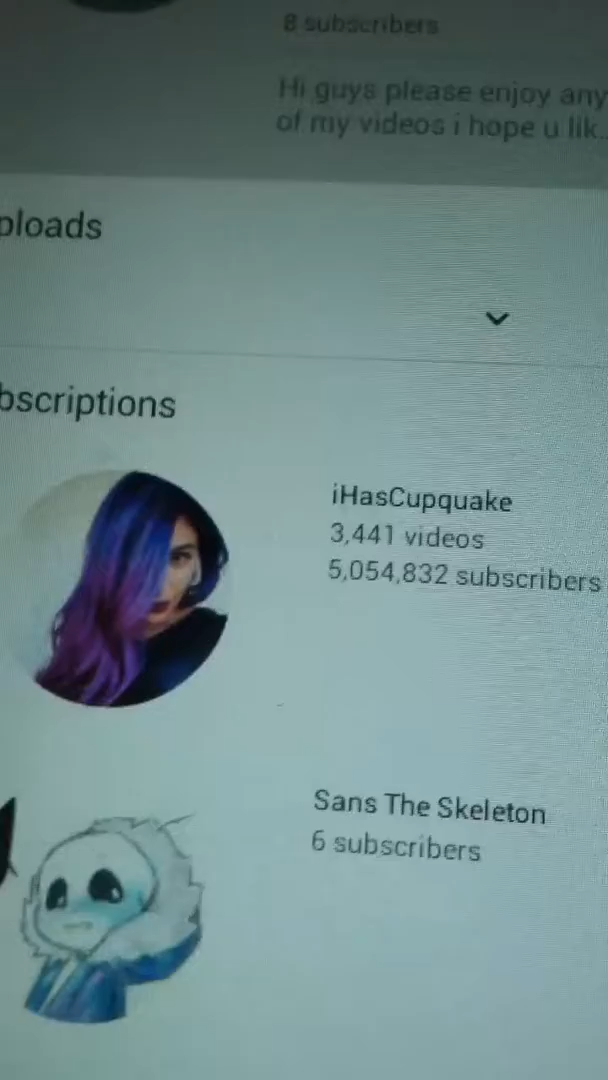 8 subscribers
Hi guys please enjoy any
of my videos i hope u lik..
ploads
bscriptions
iHasCupquake
3,441 videos
5,054,832 subscribers
Sans The Skeleton
6 subscribers